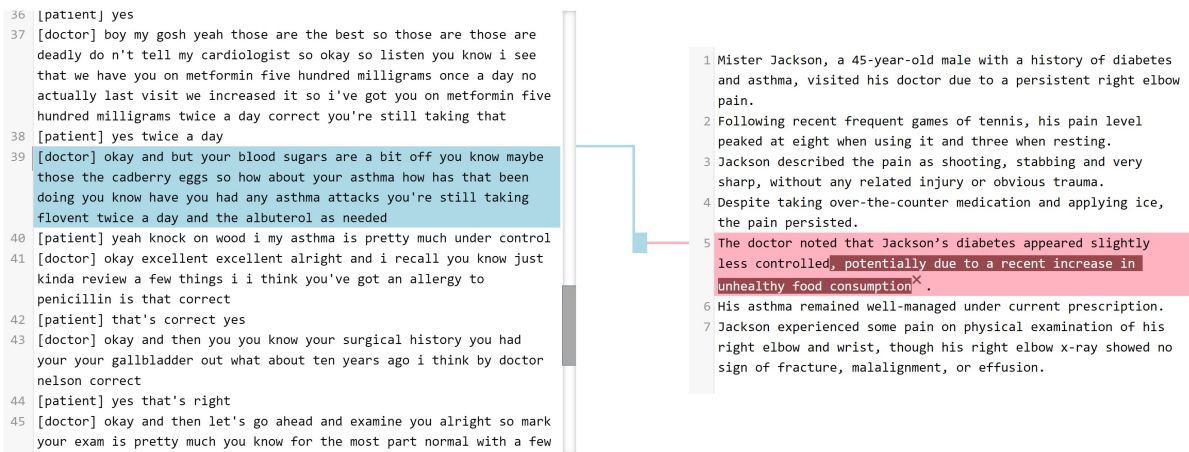 36 [patient] yes
37 [doctor] boy my gosh yeah those are the best so those are those are
deadly do n't tell my cardiologist so okay so listen you know i see
that we have you on metformin five hundred milligrams once a day no
actually last visit we increased it so i've got you on metformin five
hundred milligrams twice a day correct you're still taking that
38 [patient] yes twice a day
39 [doctor] okay and but your blood sugars are a bit off you know maybe
those the cadberry eggs so how about your asthma how has that been
doing you know have you had any asthma attacks you're still taking
flovent twice a day and the albuterol as needed
40 [patient] yeah knock on wood i my asthma is pretty much under control
41 [doctor] okay excellent excellent alright and i recall you know just
kinda review a few things i i think you've got an allergy to
penicillin is that correct
42 [patient] that's correct yes
43 [doctor] okay and then you you know your surgical history you had
your your gallbladder out what about ten years ago i think by doctor
nelson correct
44 [patient] yes that's right
45 [doctor] okay and then let's go ahead and examine you alright so mark
your exam is pretty much you know for the most part normal with a few
1 Mister Jackson, a 45-year-old male with a history of diabetes
and asthma, visited his doctor due to a persistent right elbow
pain.
2 Following recent frequent games of tennis, his pain level
peaked at eight when using it and three when resting.
3 Jackson described the pain as shooting, stabbing and very
sharp, without any related injury or obvious trauma.
4 Despite taking over-the-counter medication and applying ice,
the pain persisted.
5 The doctor noted that Jackson's diabetes appeared slightly
less controlled, potentially due to a recent increase in
unhealthy food consumption× .
6 His asthma remained well-managed under current prescription.
7 Jackson experienced some pain on physical examination of his
right elbow and wrist, though his right elbow x-ray showed no
sign of fracture, malalignment, or effusion.